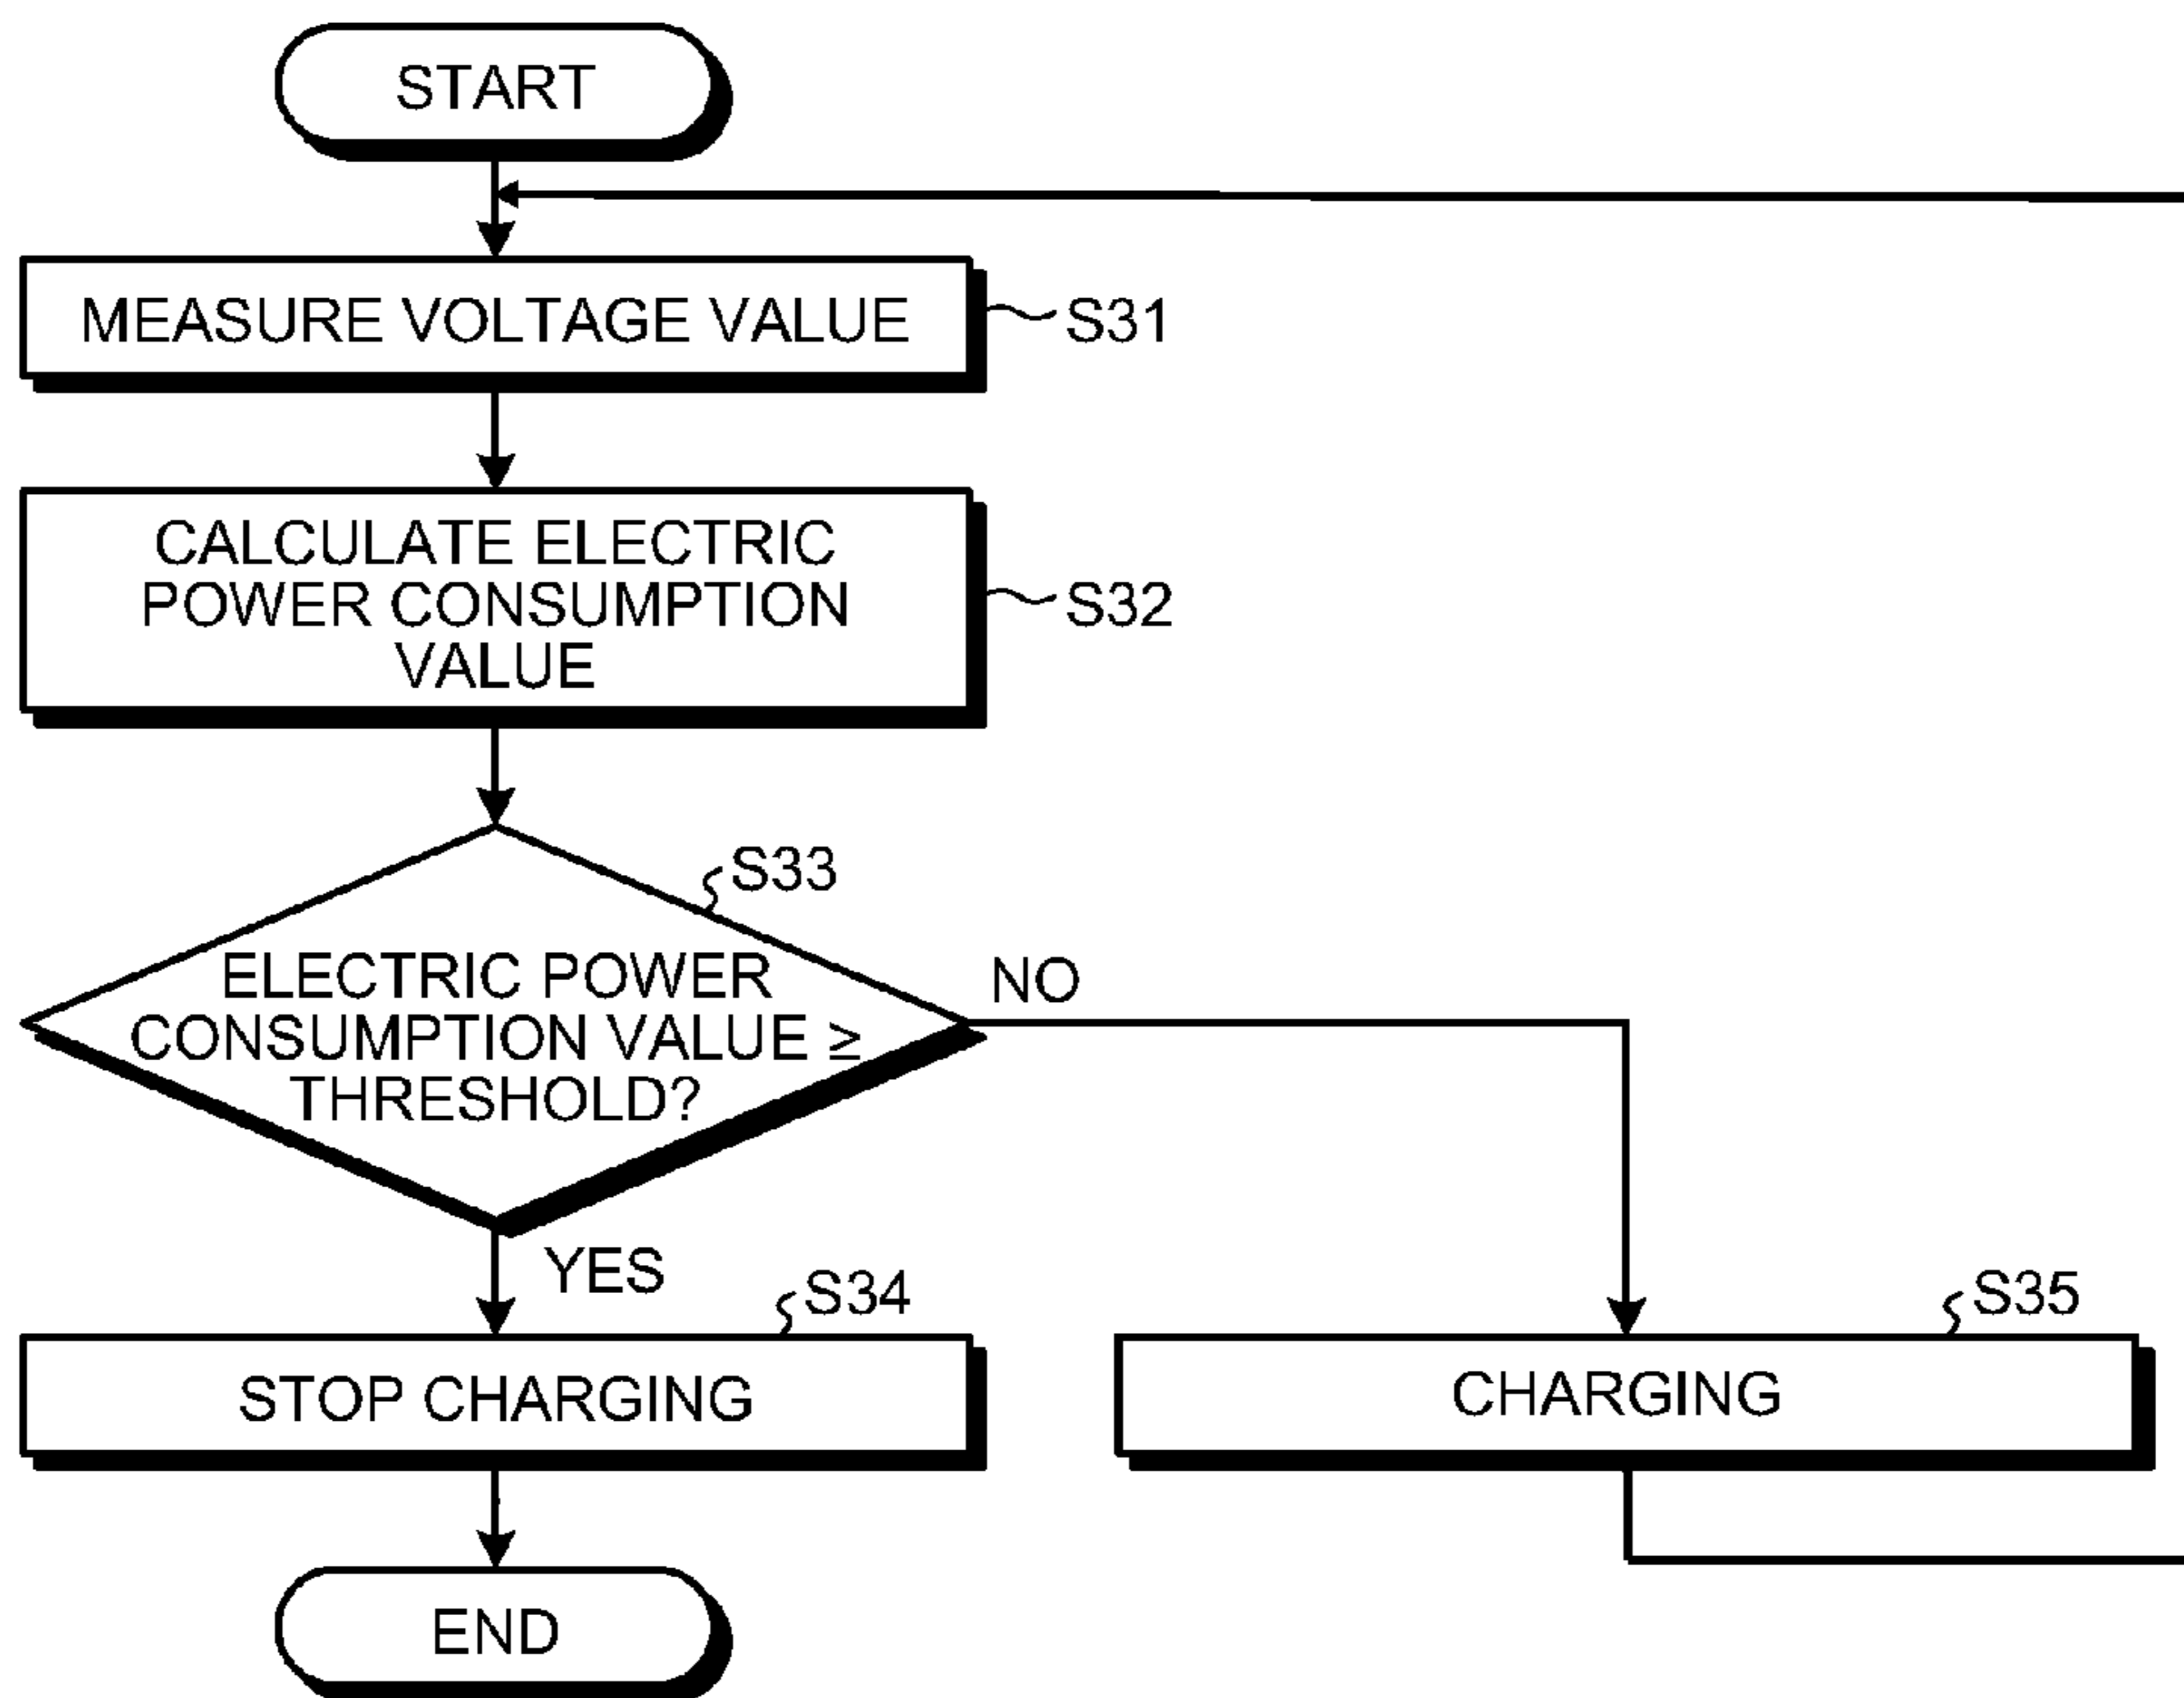 START
MEASURE VOLTAGE VALUE
S31
CALCULATE ELECTRIC
POWER CONSUMPTION
VALUE
S32
S33
ELECTRIC POWER
CONSUMPTION VALUE ≥
THRESHOLD?
NO
YES
S34
STOP CHARGING
S35
CHARGING
END